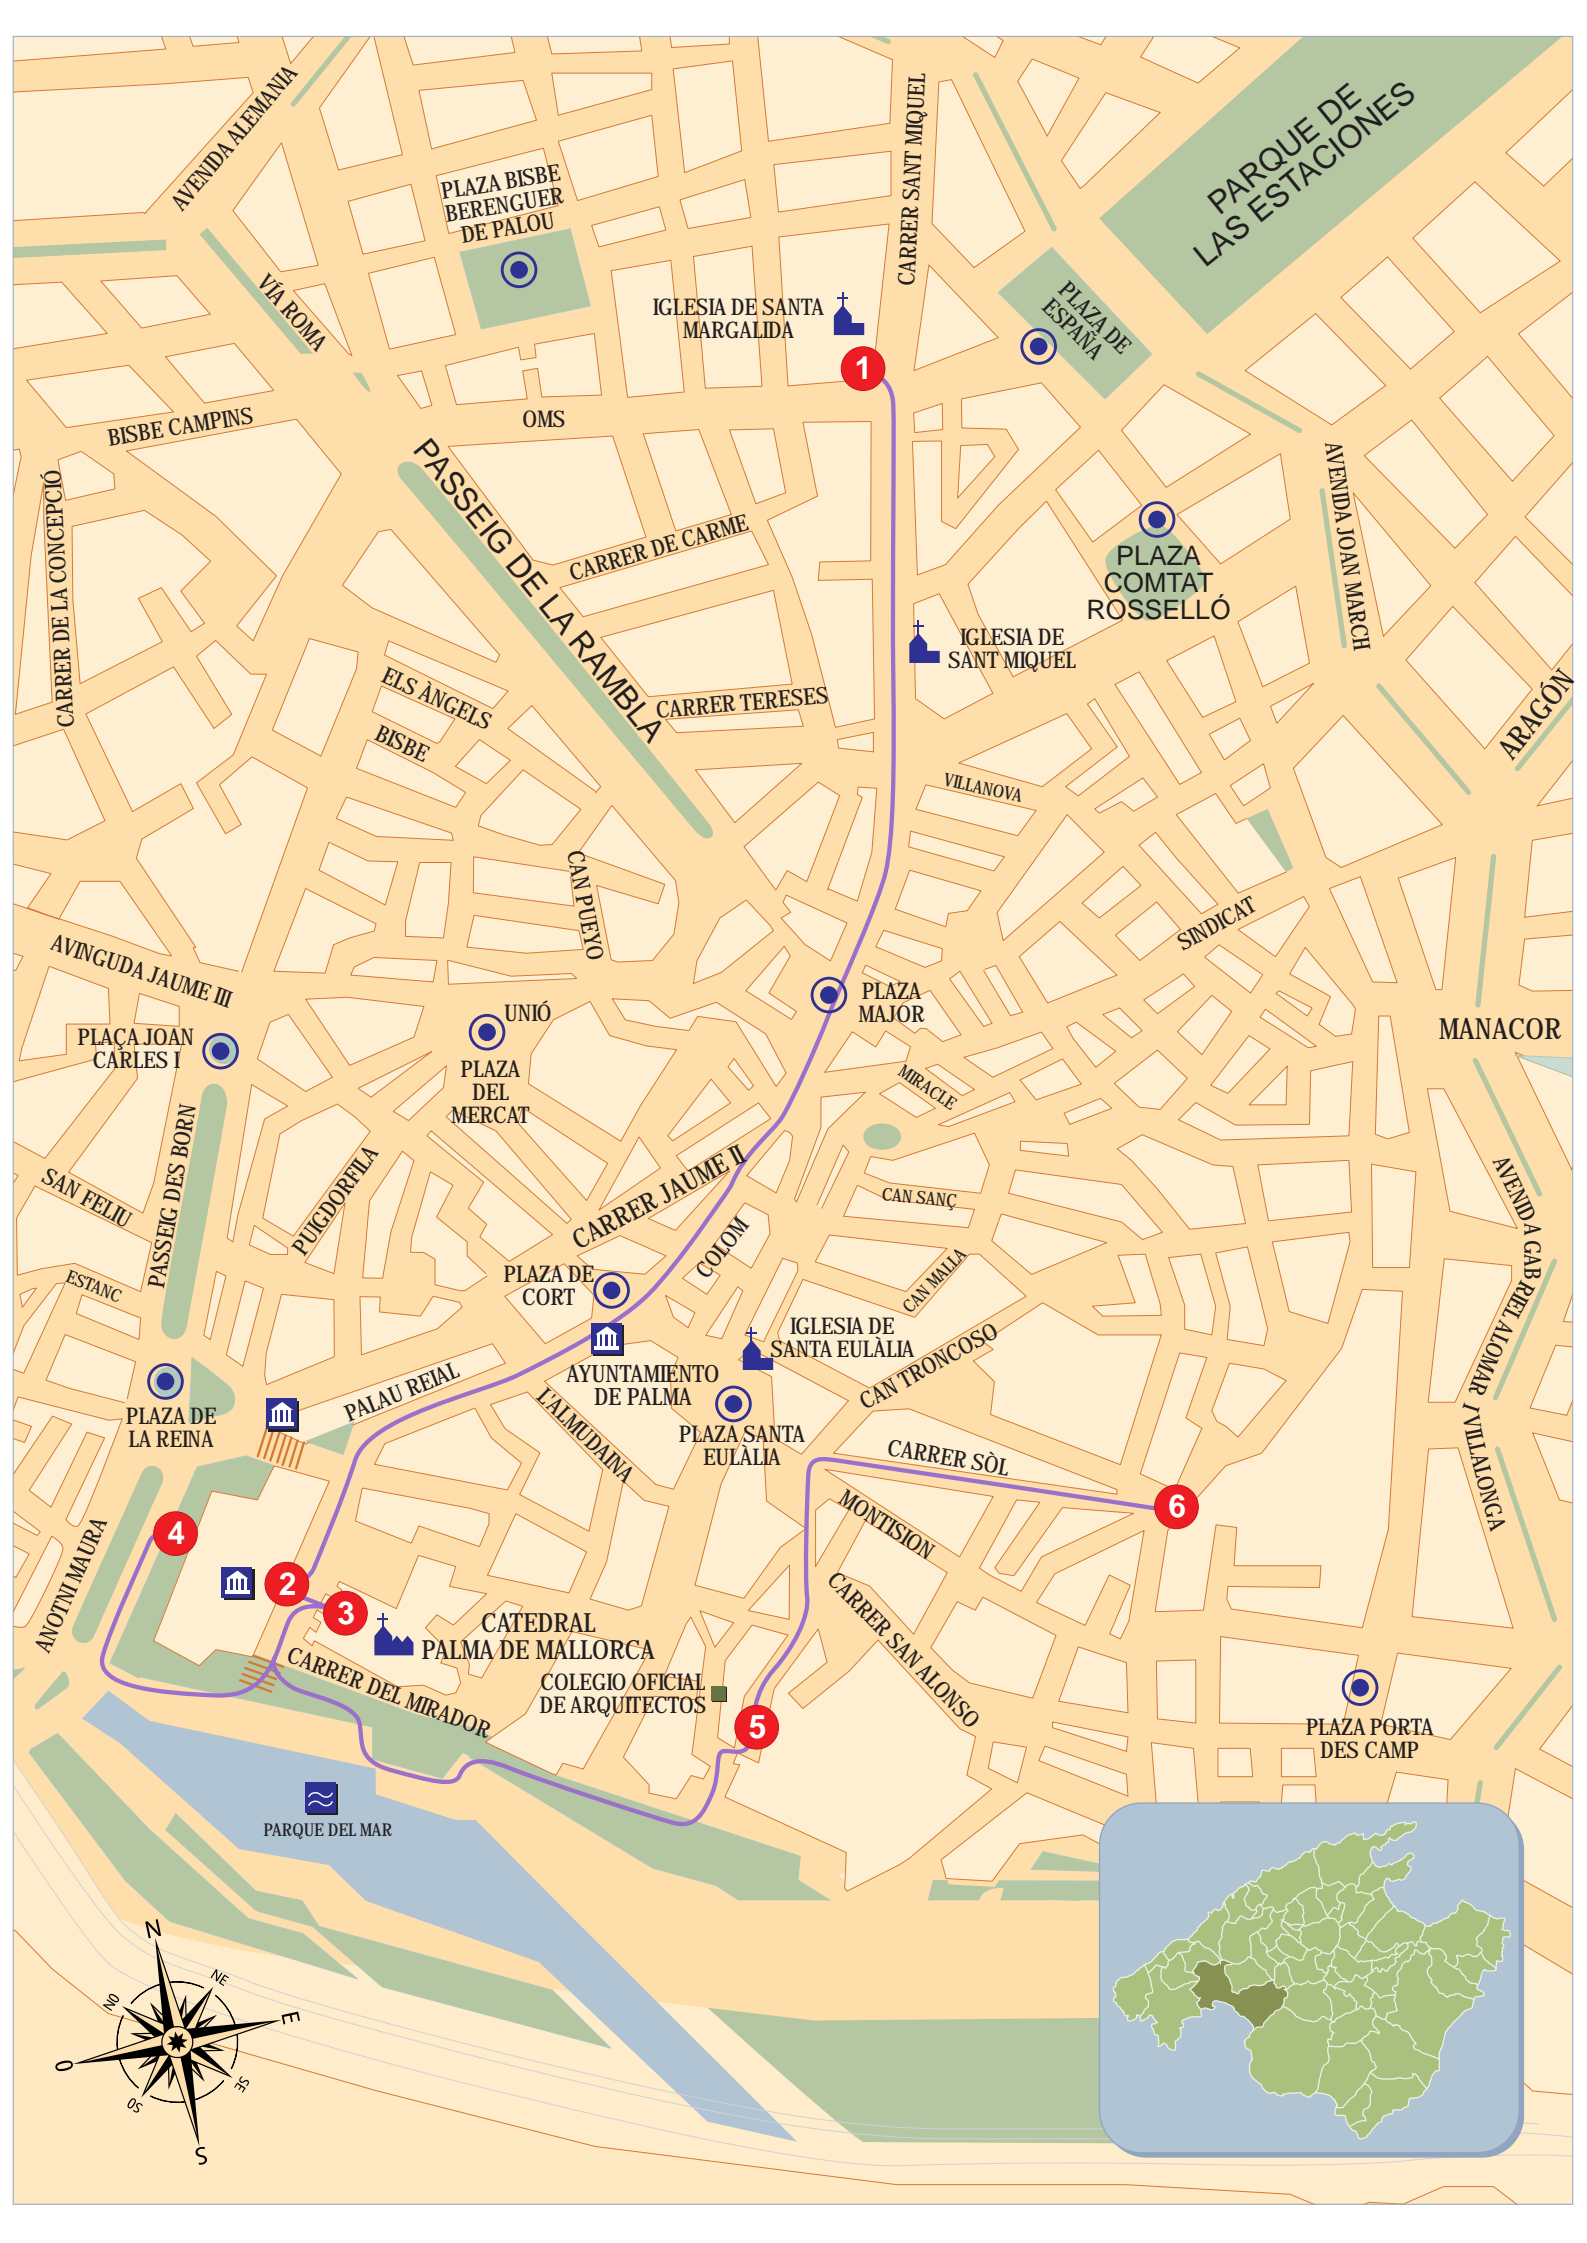 AVENIDA ALEMANIA
PLAZA BISBE
BERENGUER
DE PALOU
CARRER SANT MIQUEL
PARQUE DE
LAS ESTACIONES
VÍA ROMA
IGLESIA DE SANTA
MARGALIDA
PLAZA DE
ESPAÑA
1
BISBE CAMPINS
OMS
PASSEIG DE LA RAMBLA
AVENIDA JOAN MARCH
CARRER DE LA CONCEPCIÓ
CARRER DE CARME
PLAZA
COMTAT
ROSSELLÓ
IGLESIA DE
SANT MIQUEL
ELS ÀNGELS
CARRER TERESES
BISBE
ARAGÓN
VILLANOVA
CAN PUEYO
SINDICAT
AVINGUDA JAUME III
PLAZA
MAJOR
UNIÓ
MANACOR
PLAÇA JOAN
CARLES I
PLAZA
DEL
MERCAT
MIRACLE
PASSEIG DES BORN
PUIGDORFILA
CARRER JAUME II
SAN FELIU
CAN SANÇ
AVENIDA GABRIEL ALOMAR I VILLALONGA
COLOM
CAN MALLA
ESTANC
PLAZA DE
CORT
IGLESIA DE
SANTA EULÀLIA
CAN TRONCOSO
AYUNTAMIENTO
DE PALMA
PALAU REIAL
L'ALMUDAINA
PLAZA DE
LA REINA
PLAZA SANTA
EULÀLIA
CARRER SÒL
6
MONTISION
4
ANOTNI MAURA
2
3
CARRER SAN ALONSO
CATEDRAL
PALMA DE MALLORCA
CARRER DEL MIRADOR
COLEGIO OFICIAL
DE ARQUITECTOS
5
PLAZA PORTA
DES CAMP
PARQUE DEL MAR
N
NE
E
SE
S
SO
O
NO